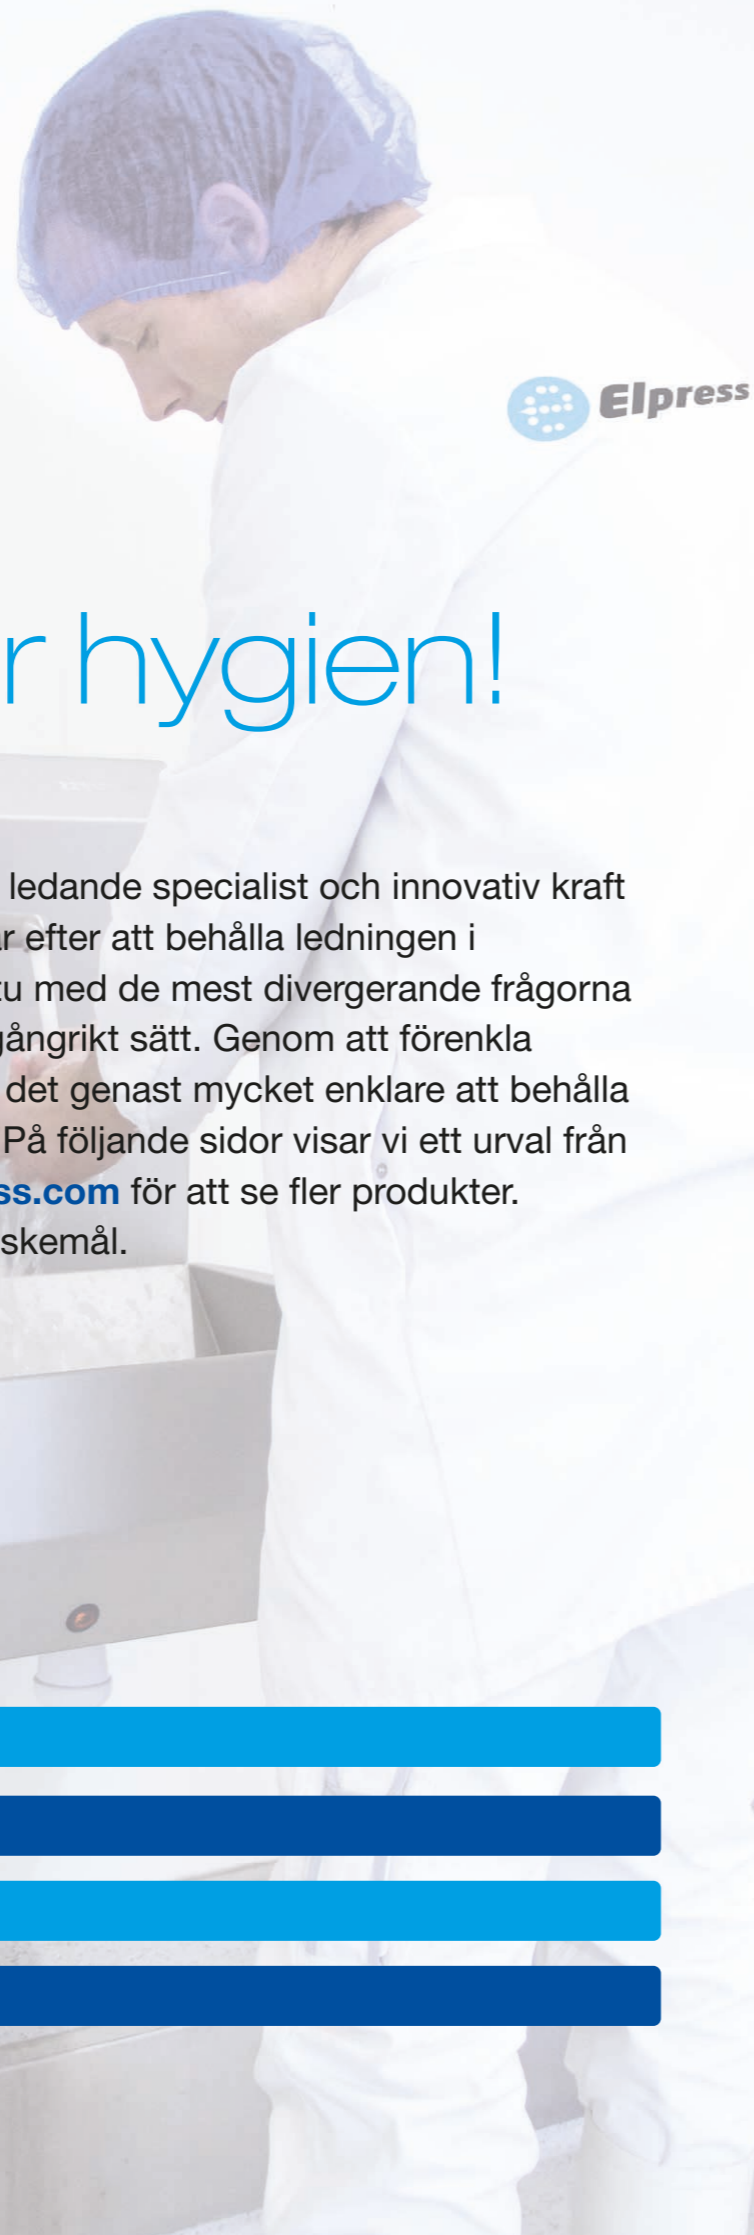 Elpress
r hygien!
ledande specialist och innovativ kraft
r efter att behålla ledningen i
tu med de mest divergerande frågorna
gångrikt sätt. Genom att förenkla
det genast mycket enklare att behålla
På följande sidor visar vi ett urval från
ss.com för att se fler produkter.
skemål.